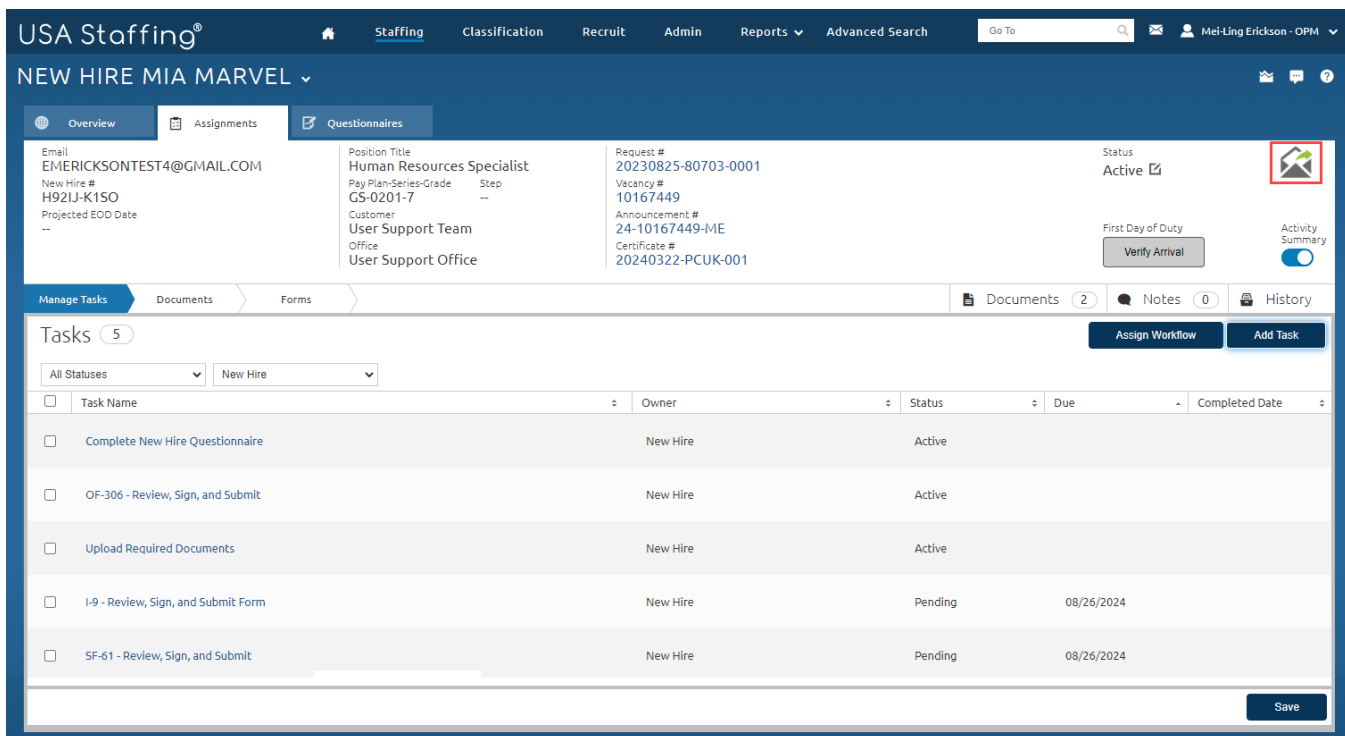 USA Staffing®
Staffing Classification Recruit Admin Reports Advanced Search Go To Mei-Ling Erickson - OPM
NEW HIRE MIA MARVEL
Overview Assignments Questionnaires
Email
EMERICKSONTEST4@GMAIL.COM
New Hire #
H92IJ-K1SO
Projected EOD Date
--
Position Title
Human Resources Specialist
Pay Plan-Series-Grade Step
GS-0201-7 --
Customer
User Support Team
Office
User Support Office
Request #
20230825-80703-0001
Vacancy #
10167449
Announcement #
24-10167449-ME
Certificate #
20240322-PCUK-001
Status
Active
First Day of Duty
Verify Arrival
Activity
Summary
Manage Tasks Documents Forms Documents 2 Notes 0 History
Tasks 5 Assign Workflow Add Task
All Statuses New Hire
Task Name Owner Status Due Completed Date
Complete New Hire Questionnaire New Hire Active
OF-306 - Review, Sign, and Submit New Hire Active
Upload Required Documents New Hire Active
I-9 - Review, Sign, and Submit Form New Hire Pending 08/26/2024
SF-61 - Review, Sign, and Submit New Hire Pending 08/26/2024
Save